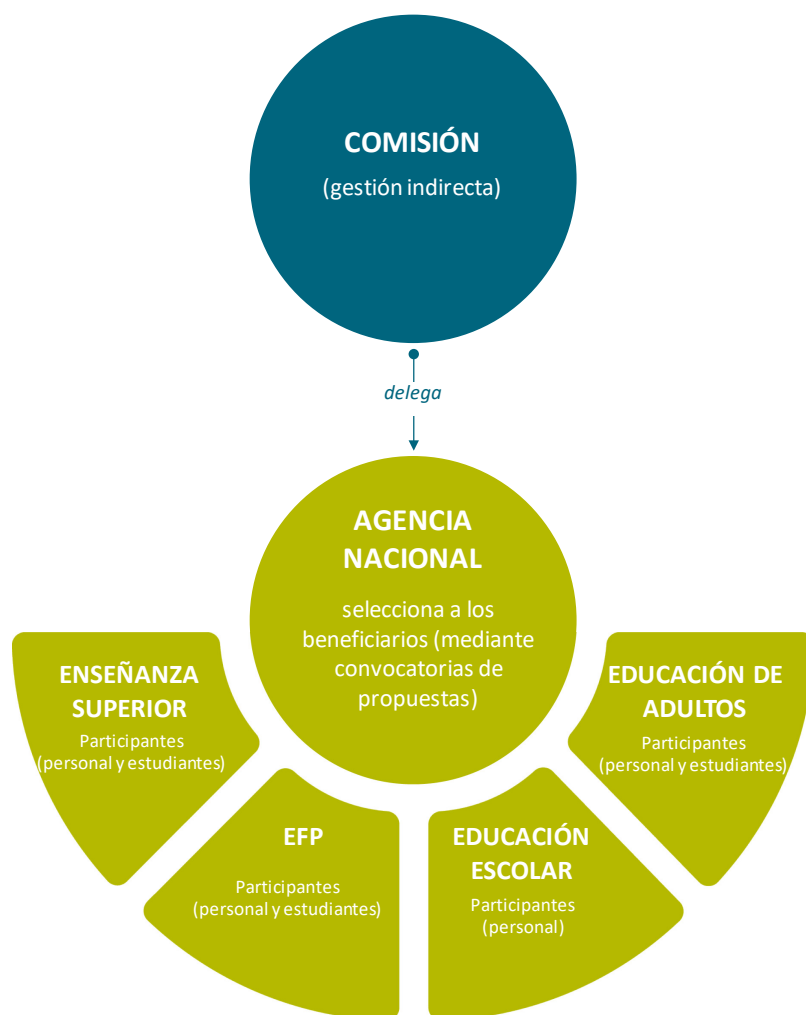 COMISIÓN
(gestión indirecta)
delega
AGENCIA
NACIONAL
selecciona a los
beneficiarios (mediante
convocatorias de
propuestas)
ENSEÑANZA
SUPERIOR
Participantes
(personal y estudiantes)
EFP
Participantes
(personal y estudiantes)
EDUCACIÓN
ESCOLAR
Participantes
(personal)
EDUCACIÓN DE
ADULTOS
Participantes
(personal y estudiantes)